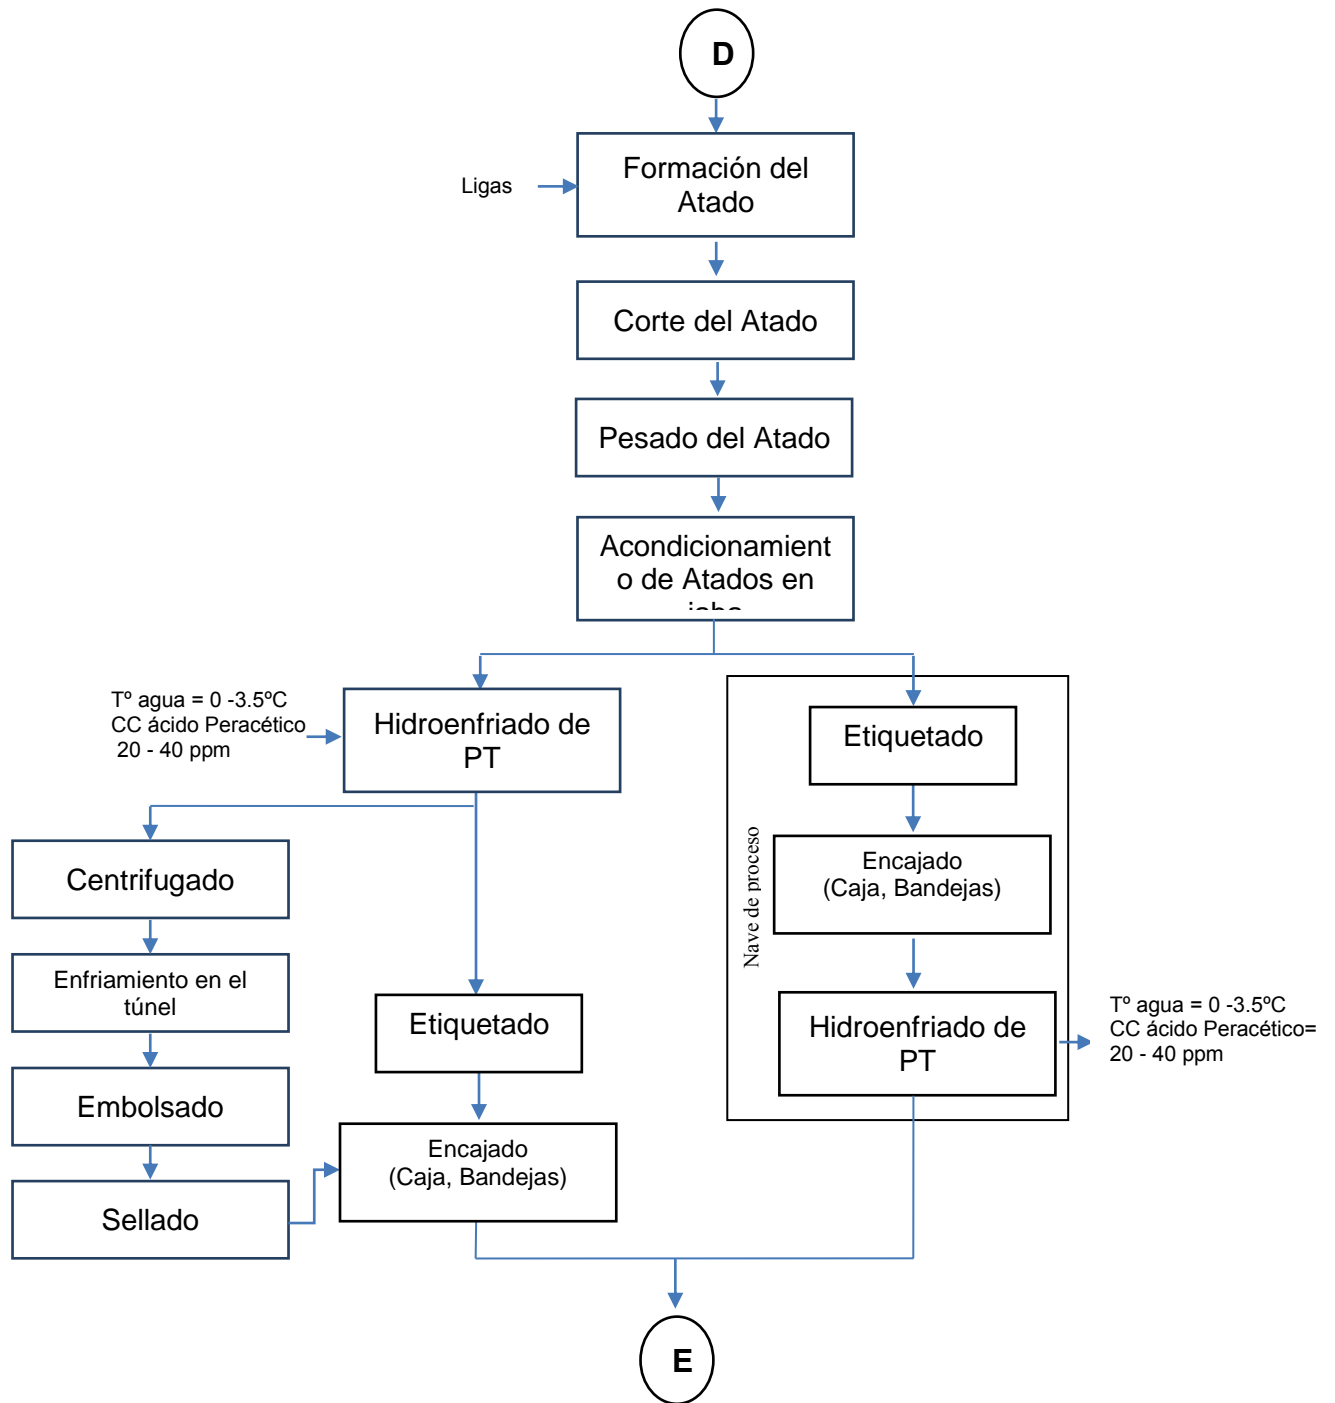 D
Formación del
Atado
Ligas
Corte del Atado
Pesado del Atado
Acondicionamient
o de Atados en
Tº agua = 0 -3.5ºC
CC ácido Peracético
20 - 40 ppm
Hidroenfriado de
PT
Etiquetado
Nave de proceso
Encajado
(Caja, Bandejas)
Hidroenfriado de
PT
Tº agua = 0 -3.5ºC
CC ácido Peracético=
20 - 40 ppm
Centrifugado
Enfriamiento en el
túnel
Embolsado
Sellado
Etiquetado
Encajado
(Caja, Bandejas)
E